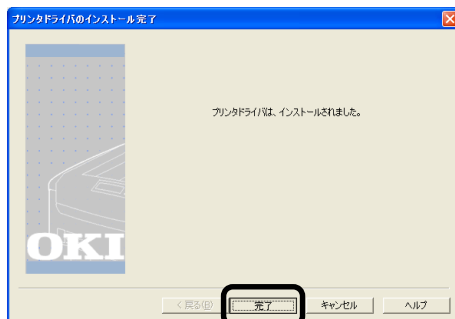 プリンタドライバのインストール完了
プリンタドライバは、インストールされました。
OKI
< 戻る(B)
完了
キャンセル
ヘルプ